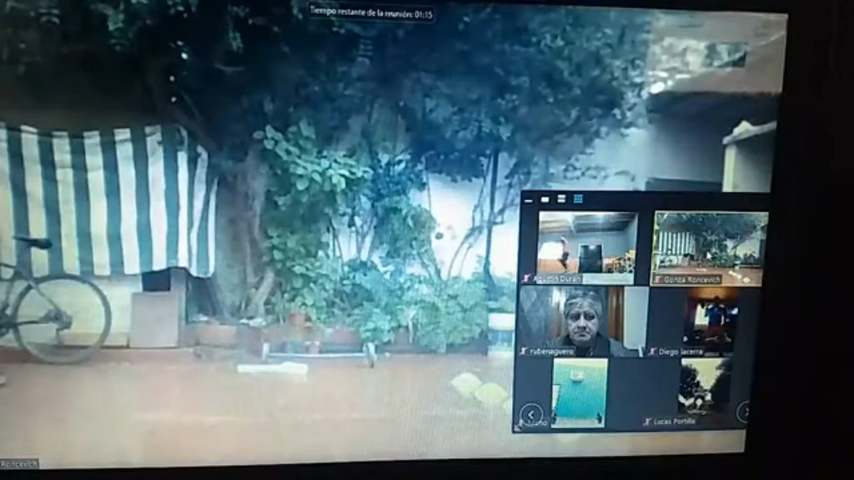 Tiempo restante de la reunión: 01:15
Agustin Duran
Gonza Roncevich
rubenaguero
Diego lacerra
Lucas Portilla
Roncevich